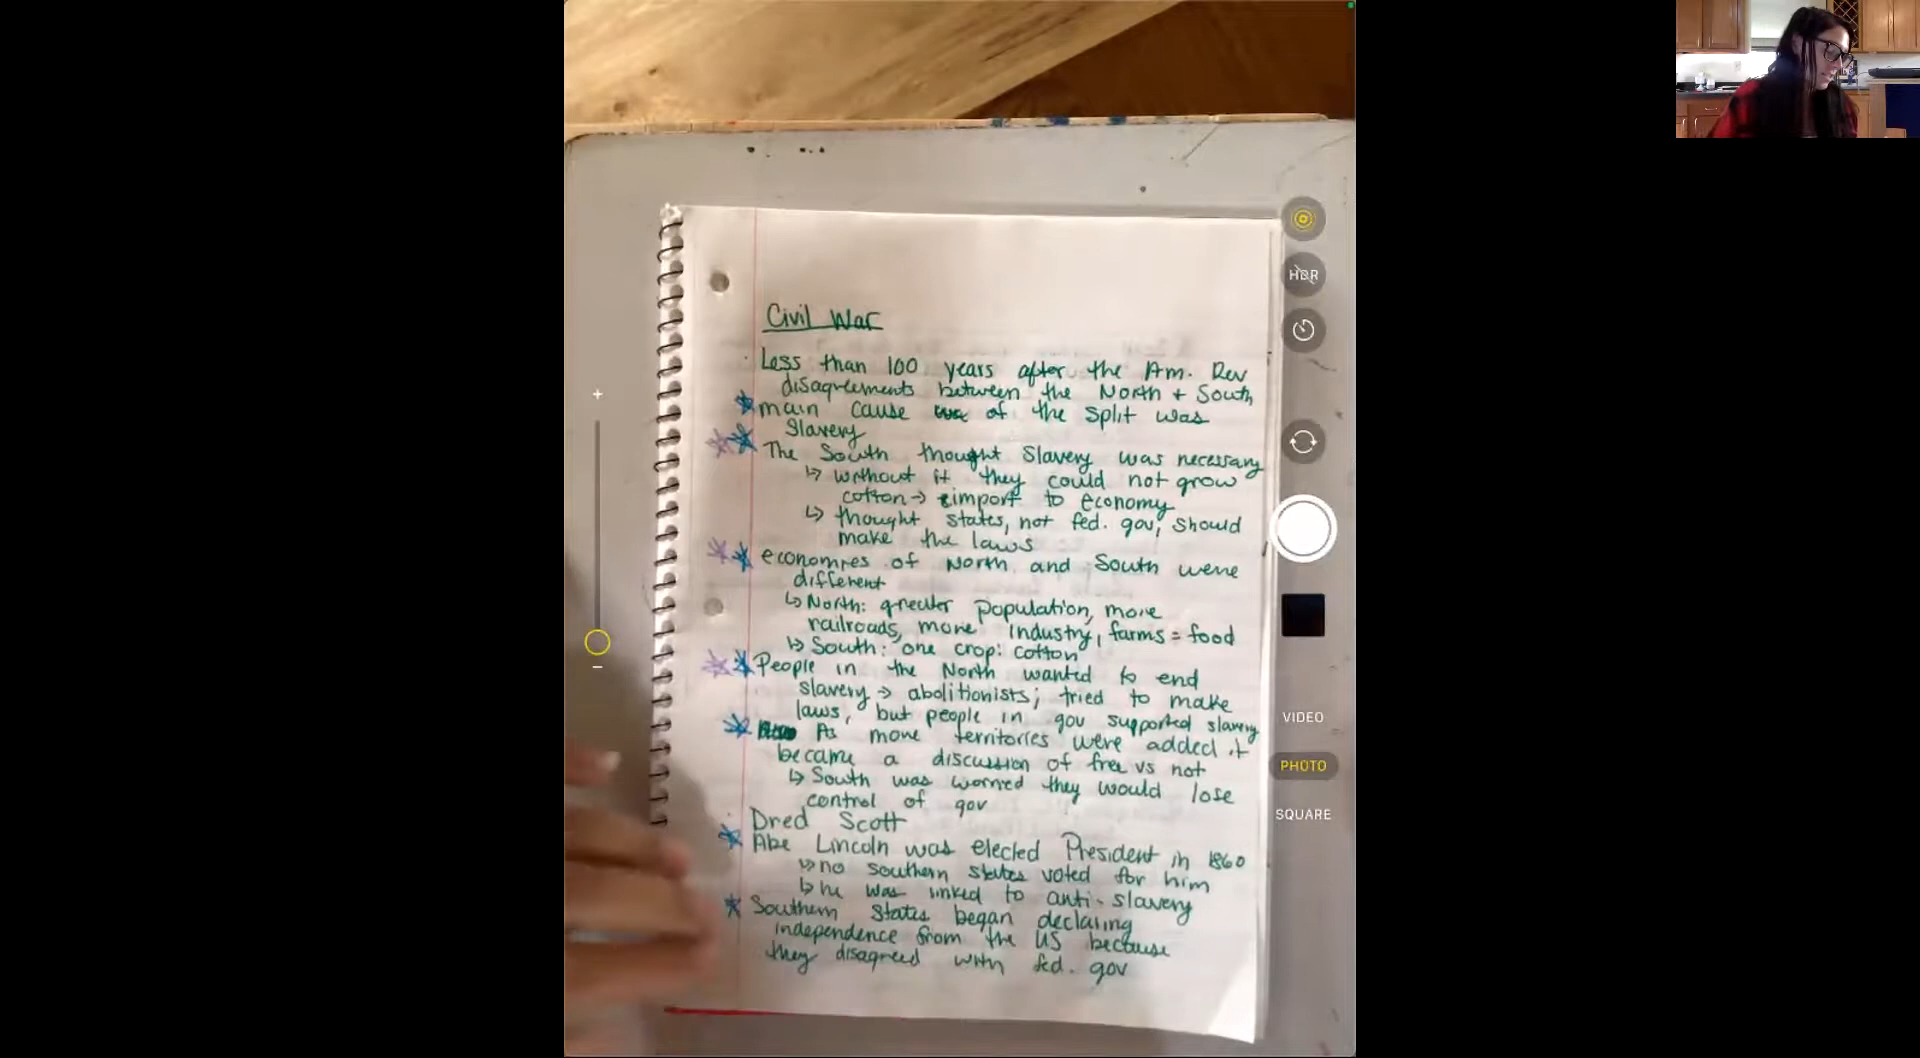 Civil War
Less than 100 years after the Am. Rev
disagreements between the North + South
main cause of the split was
Slavery
The South thought Slavery was necessary
↳ without it they could not grow
cotton → import to economy
↳ thought states, not fed. gov, should
make the laws
economies of North and South were
different
↳ North: greater population, more
railroads, more industry, farms = food
↳ South: one crop: cotton
People in the North wanted to end
slavery → abolitionists; tried to make
laws, but people in gov supported slavery
As more territories were added it
became a discussion of free vs not
↳ South was worried they would lose
control of gov
Dred Scott
Abe Lincoln was elected President in 1860
↳ no southern states voted for him
↳ he was linked to anti-slavery
Southern States began declaring
independence from the US because
they disagreed with fed. gov
HDR
VIDEO
PHOTO
SQUARE